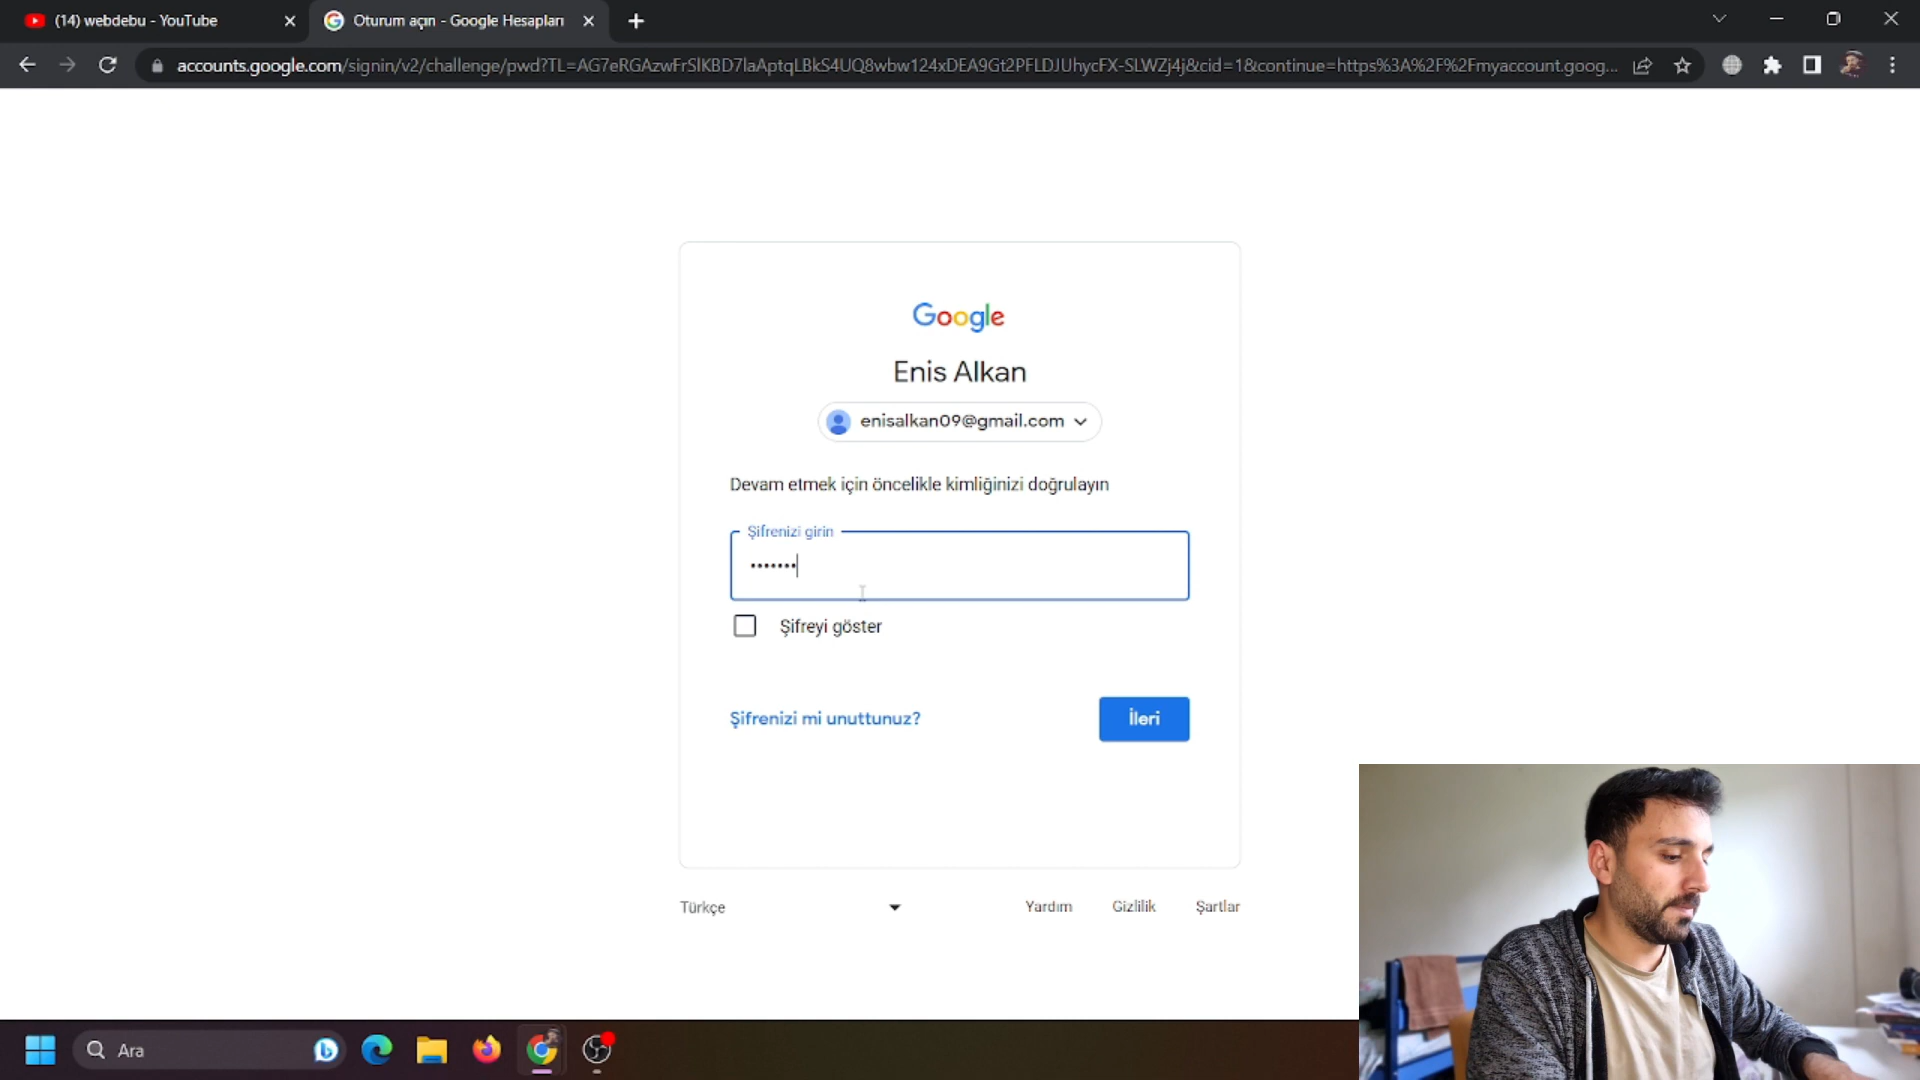 (14) webdebu - YouTube
Oturum açın - Google Hesapları
accounts.google.com/signin/v2/challenge/pwd?TL=AG7eRGAzwFrSlKBD7laAptqLBkS4UQ8wbw124xDEA9Gt2PFLDJUhycFX-SLWZj4j&cid=1&continue=https%3A%2F%2Fmyaccount.goog...
Google
Enis Alkan
enisalkan09@gmail.com
Devam etmek için öncelikle kimliğinizi doğrulayın
Şifrenizi girin
•••••••
Şifreyi göster
Şifrenizi mi unuttunuz?
İleri
Türkçe
Yardım
Gizlilik
Şartlar
Ara